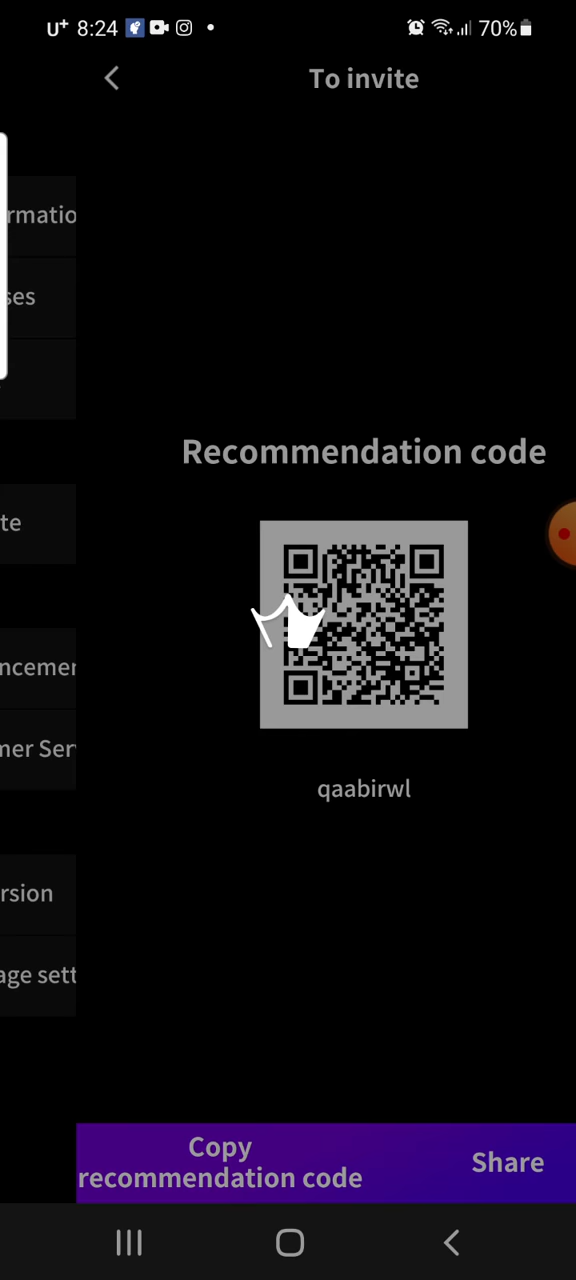 U+ 8:24 70%
To invite
rmatio
ses
Recommendation code
te
ncemer
mer Ser
qaabirwl
rsion
age sett
Copy
recommendation code
Share